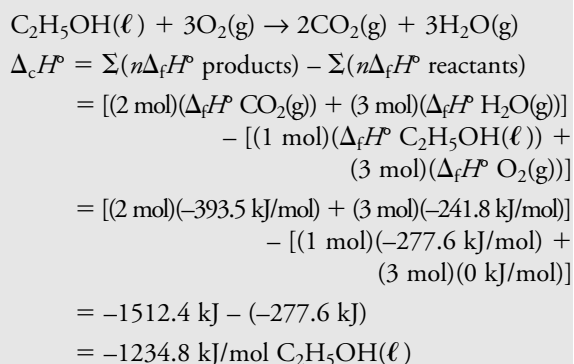 C₂H₅OH(ℓ) + 3O₂(g) → 2CO₂(g) + 3H₂O(g)
Δ꜀H° = Σ(nΔfH° products) – Σ(nΔfH° reactants)
= [(2 mol)(ΔfH° CO₂(g)) + (3 mol)(ΔfH° H₂O(g))]
– [(1 mol)(ΔfH° C₂H₅OH(ℓ)) +
(3 mol)(ΔfH° O₂(g))]
= [(2 mol)(–393.5 kJ/mol) + (3 mol)(–241.8 kJ/mol)]
– [(1 mol)(–277.6 kJ/mol) +
(3 mol)(0 kJ/mol)]
= –1512.4 kJ – (–277.6 kJ)
= –1234.8 kJ/mol C₂H₅OH(ℓ)